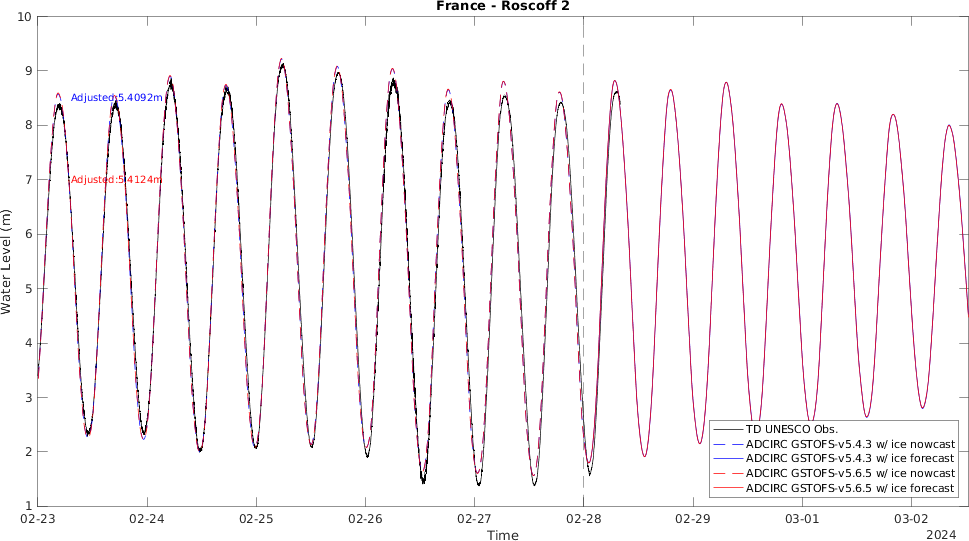 France - Roscoff 2
10
9
8
7
6
5
4
3
2
1
Water Level (m)
Adjusted:5.4092m
Adjusted:5.4124m
TD UNESCO Obs.
ADCIRC GSTOFS-v5.4.3 w/ ice nowcast
ADCIRC GSTOFS-v5.4.3 w/ ice forecast
ADCIRC GSTOFS-v5.6.5 w/ ice nowcast
ADCIRC GSTOFS-v5.6.5 w/ ice forecast
02-23 02-24 02-25 02-26 02-27 02-28 02-29 03-01 03-02
Time
2024